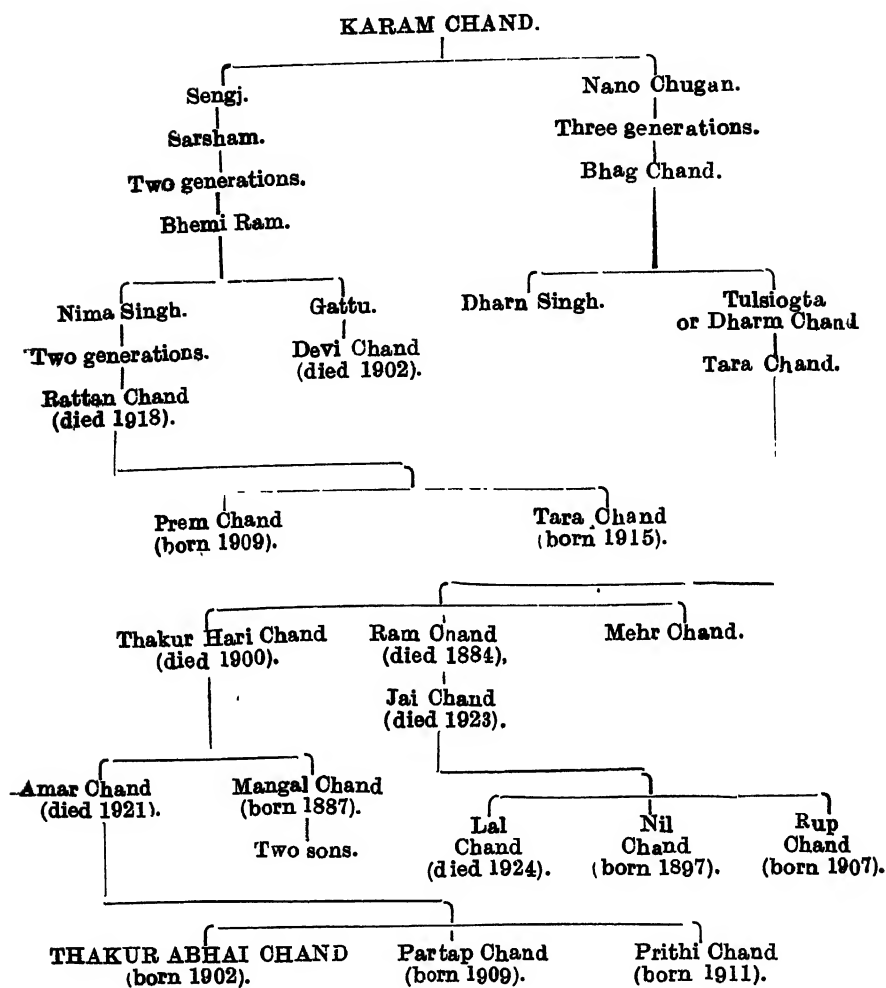 KARAM CHAND.
Sengj.
Nano Chugan.
Sarsham.
Three generations.
Two generations.
Bhag Chand.
Bhemi Ram.
Nima Singh.
Gattu.
Dharn Singh.
Tulsiogta
or Dharm Chand
Two generations.
Devi Chand
(died 1902).
Tara Chand.
Rattan Chand
(died 1918).
Prem Chand
(born 1909).
Tara Chand
(born 1915).
Thakur Hari Chand
(died 1900).
Ram Chand
(died 1884),
Mehr Chand.
Jai Chand
(died 1923).
Amar Chand
(died 1921).
Mangal Chand
(born 1887).
Two sons.
Lal
Chand
(died 1924).
Nil
Chand
(born 1897).
Rup
Chand
(born 1907).
THAKUR ABHAI CHAND
(born 1902).
Partap Chand
(born 1909).
Prithi Chand
(born 1911).